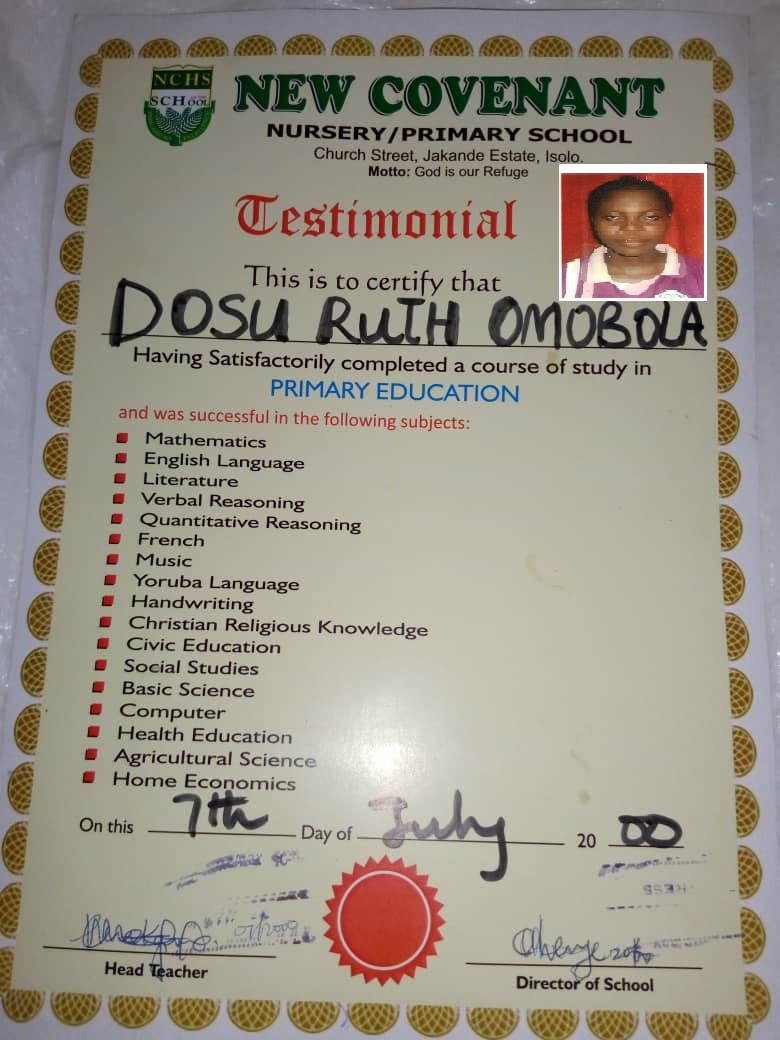 NCHS
SCHOOL
NEW COVENANT
NURSERY/PRIMARY SCHOOL
Church Street, Jakande Estate, Isolo.
Motto: God is our Refuge
Testimonial
This is to certify that
DOSU RUTH OMOBOLA
Having Satisfactorily completed a course of study in
PRIMARY EDUCATION
and was successful in the following subjects:
Mathematics
English Language
Literature
Verbal Reasoning
Quantitative Reasoning
French
Music
Yoruba Language
Handwriting
Christian Religious Knowledge
Civic Education
Social Studies
Basic Science
Computer
Health Education
Agricultural Science
Home Economics
On this 7th Day of July 20 00
Head Teacher
Director of School